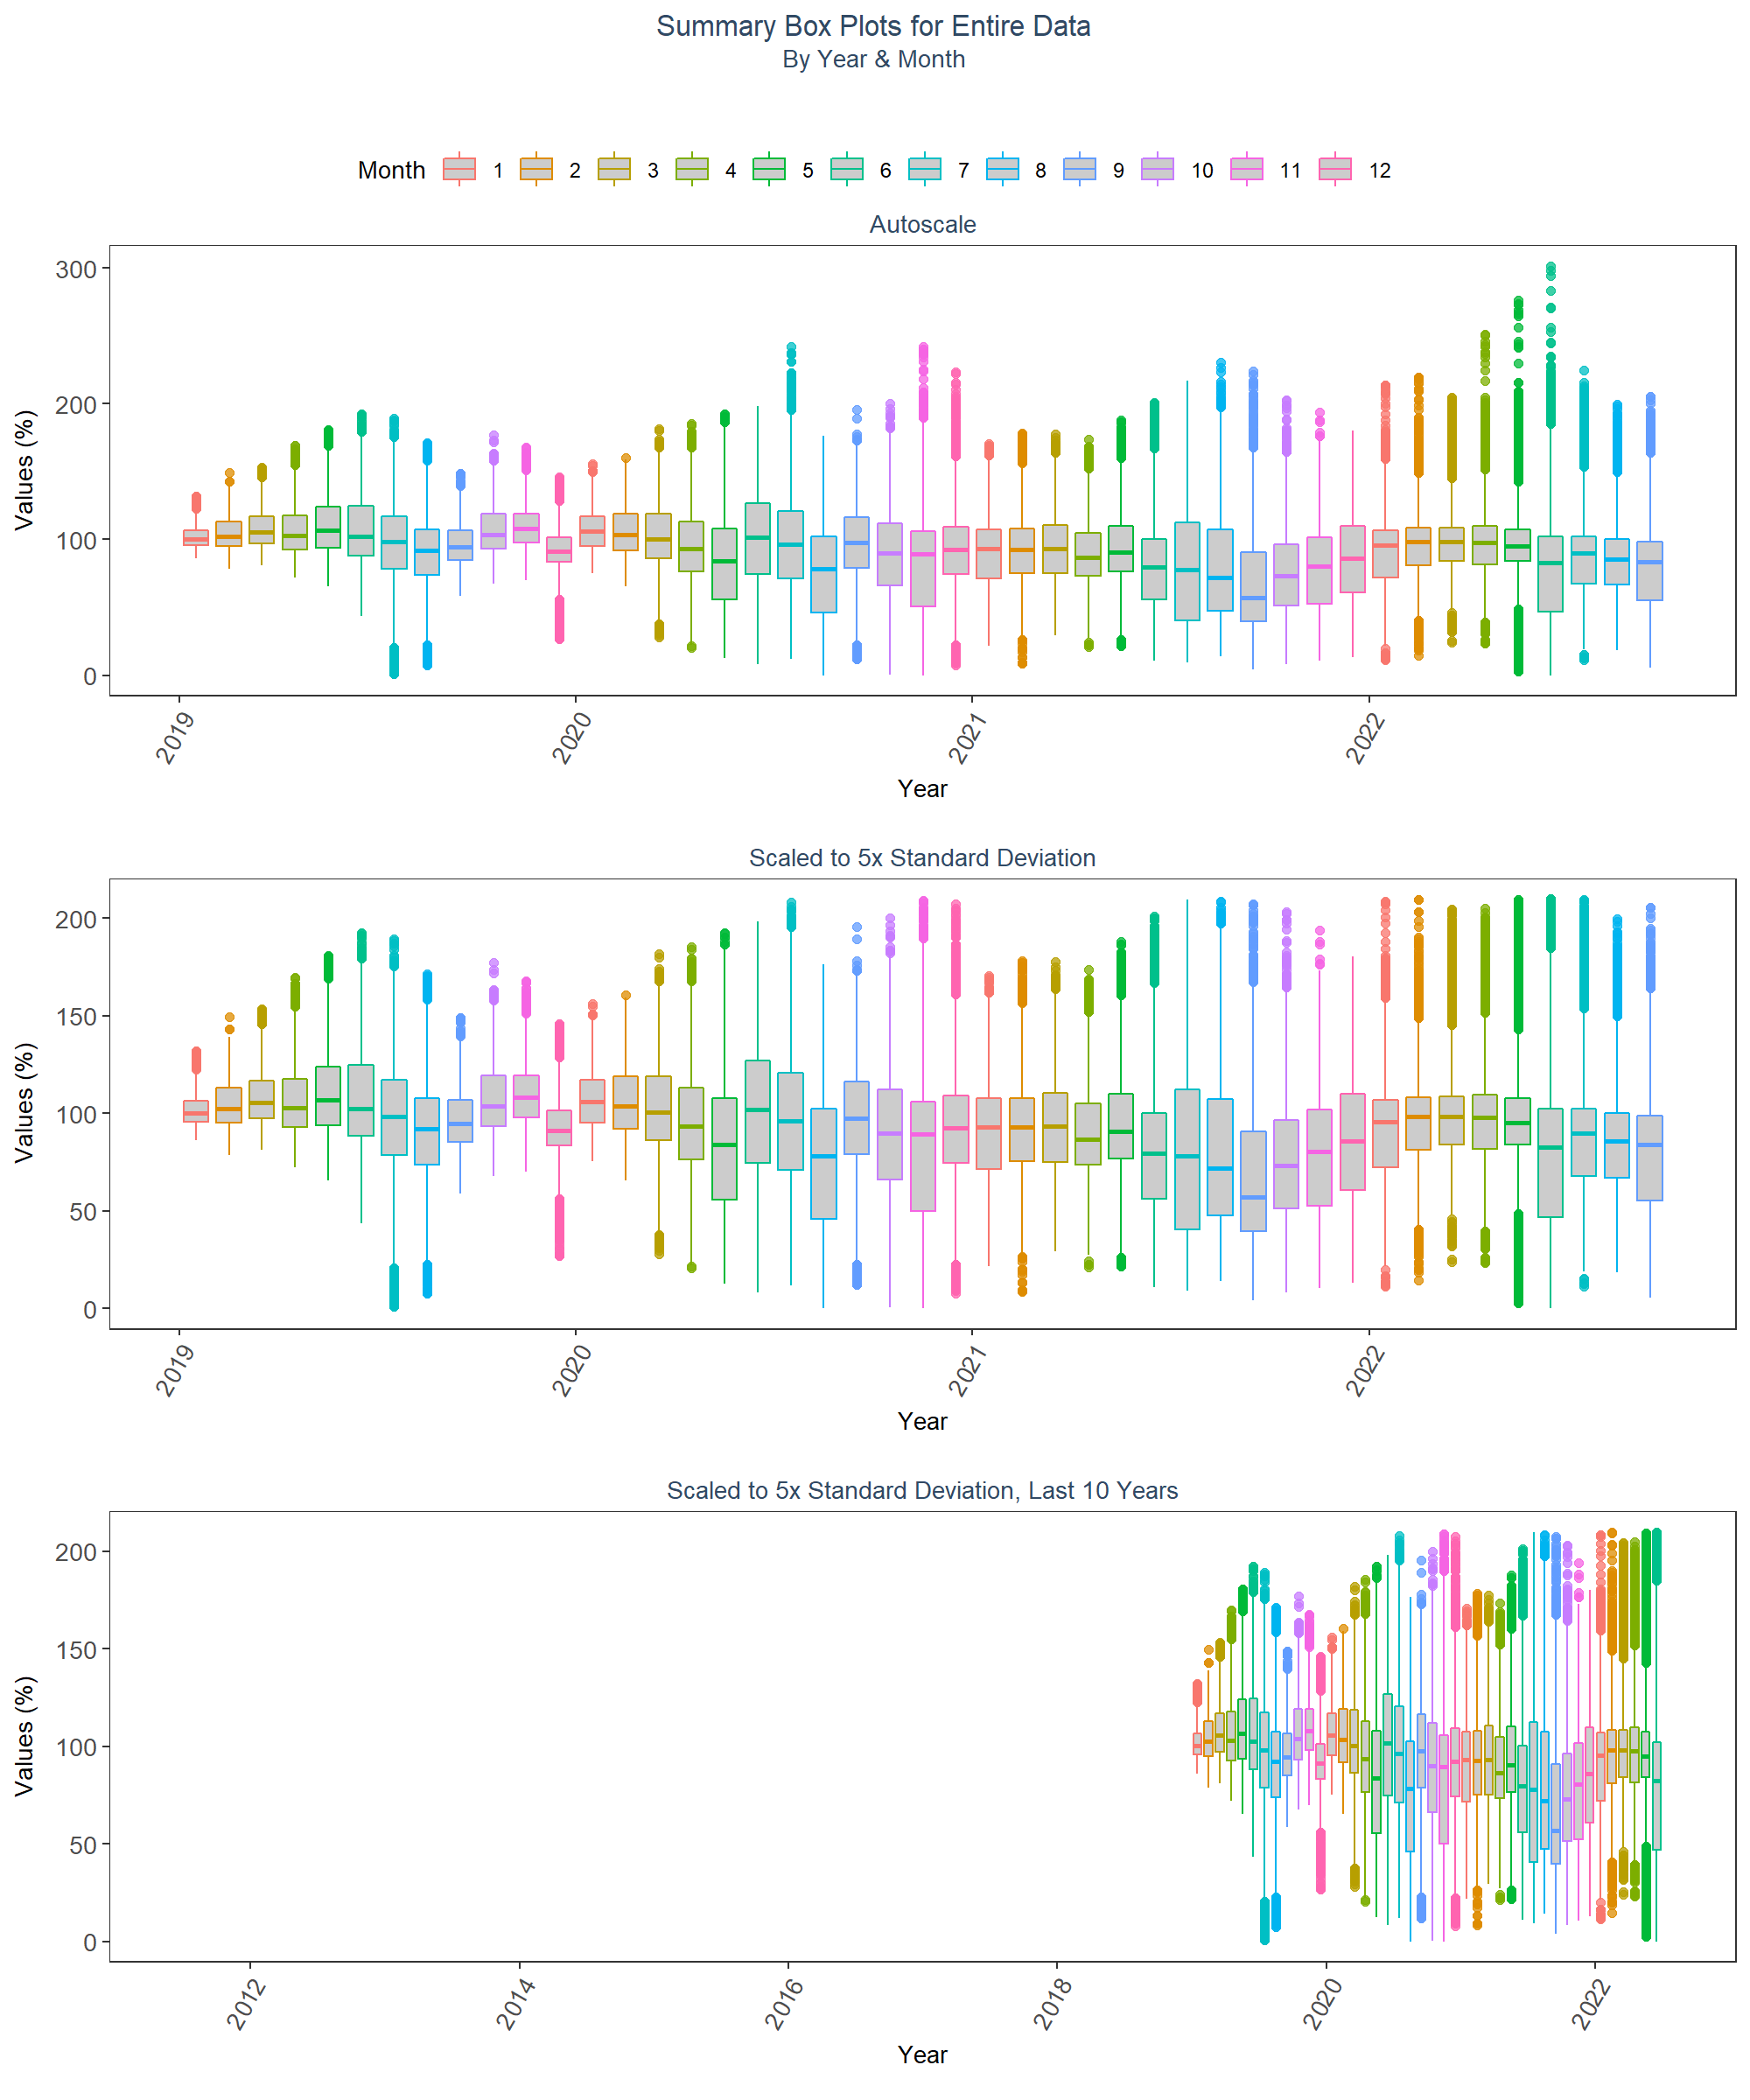 Summary Box Plots for Entire Data
By Year & Month
Month 1 2 3 4 5 6 7 8 9 10 11 12
Autoscale
Values (%)
300
200
100
0
2019 2020 2021 2022
Year
Scaled to 5x Standard Deviation
Values (%)
200
150
100
50
0
2019 2020 2021 2022
Year
Scaled to 5x Standard Deviation, Last 10 Years
Values (%)
200
150
100
50
0
2012 2014 2016 2018 2020 2022
Year